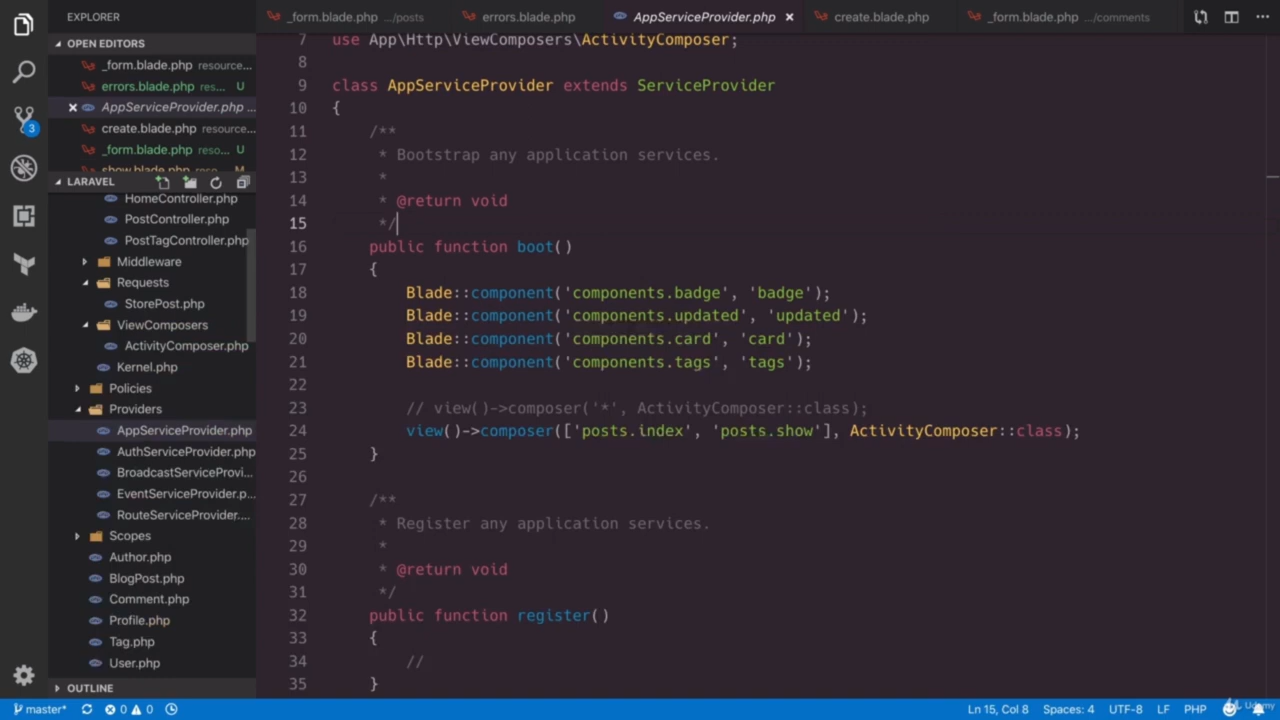 EXPLORER
_form.blade.php .../posts
errors.blade.php
AppServiceProvider.php ×
create.blade.php
_form.blade.php .../comments
OPEN EDITORS
_form.blade.php resource...
errors.blade.php res... U
× AppServiceProvider.php ...
create.blade.php resource...
_form.blade.php reso... U
show.blade.php reso... M
3
LARAVEL
HomeController.php
PostController.php
PostTagController.php
Middleware
Requests
StorePost.php
ViewComposers
ActivityComposer.php
Kernel.php
Policies
Providers
AppServiceProvider.php
AuthServiceProvider.php
BroadcastServiceProvi...
EventServiceProvider.p...
RouteServiceProvider....
Scopes
Author.php
BlogPost.php
Comment.php
Profile.php
Tag.php
User.php
OUTLINE
7 use App\Http\ViewComposers\ActivityComposer;
8
9 class AppServiceProvider extends ServiceProvider
10 {
11 /**
12 * Bootstrap any application services.
13 *
14 * @return void
15 */
16 public function boot()
17 {
18 Blade::component('components.badge', 'badge');
19 Blade::component('components.updated', 'updated');
20 Blade::component('components.card', 'card');
21 Blade::component('components.tags', 'tags');
22
23 // view()->composer('*', ActivityComposer::class);
24 view()->composer(['posts.index', 'posts.show'], ActivityComposer::class);
25 }
26
27 /**
28 * Register any application services.
29 *
30 * @return void
31 */
32 public function register()
33 {
34 //
35 }
master* 0 0 Ln 15, Col 8 Spaces: 4 UTF-8 LF PHP
Udemy